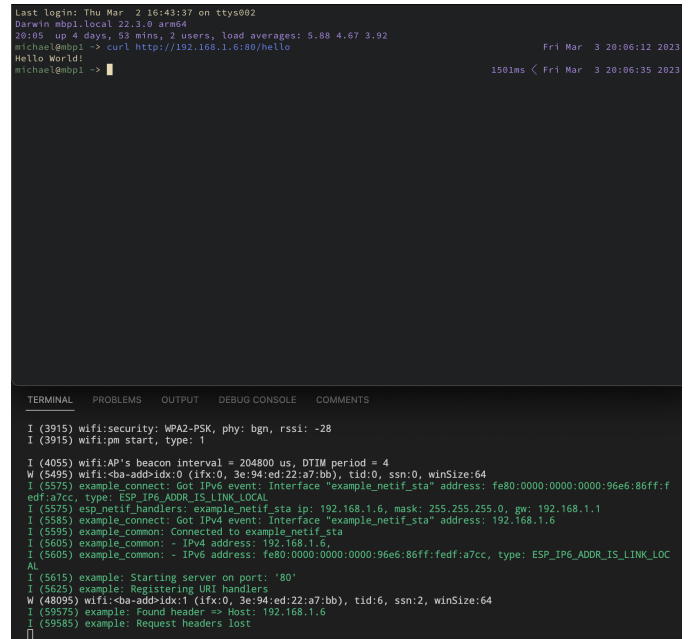 Last login: Thu Mar  2 16:43:37 on ttys002
Darwin mbp1.local 22.3.0 arm64
20:05  up 4 days, 53 mins, 2 users, load averages: 5.88 4.67 3.92
michael@mbp1 -> curl http://192.168.1.6:80/hello Fri Mar  3 20:06:12 2023
Hello World!
michael@mbp1 -> 1501ms < Fri Mar  3 20:06:35 2023
TERMINAL PROBLEMS OUTPUT DEBUG CONSOLE COMMENTS
I (3915) wifi:security: WPA2-PSK, phy: bgn, rssi: -28
I (3915) wifi:pm start, type: 1
I (4055) wifi:AP's beacon interval = 204800 us, DTIM period = 4
W (5495) wifi:<ba-add>idx:0 (ifx:0, 3e:94:ed:22:a7:bb), tid:0, ssn:0, winSize:64
I (5575) example_connect: Got IPv6 event: Interface "example_netif_sta" address: fe80:0000:0000:0000:96e6:86ff:f
edf:a7cc, type: ESP_IP6_ADDR_IS_LINK_LOCAL
I (5575) esp_netif_handlers: example_netif_sta ip: 192.168.1.6, mask: 255.255.255.0, gw: 192.168.1.1
I (5585) example_connect: Got IPv4 event: Interface "example_netif_sta" address: 192.168.1.6
I (5595) example_common: Connected to example_netif_sta
I (5605) example_common: - IPv4 address: 192.168.1.6,
I (5605) example_common: - IPv6 address: fe80:0000:0000:0000:96e6:86ff:fedf:a7cc, type: ESP_IP6_ADDR_IS_LINK_LOC
AL
I (5615) example: Starting server on port: '80'
I (5625) example: Registering URI handlers
W (48095) wifi:<ba-add>idx:1 (ifx:0, 3e:94:ed:22:a7:bb), tid:6, ssn:2, winSize:64
I (59575) example: Found header => Host: 192.168.1.6
I (59585) example: Request headers lost